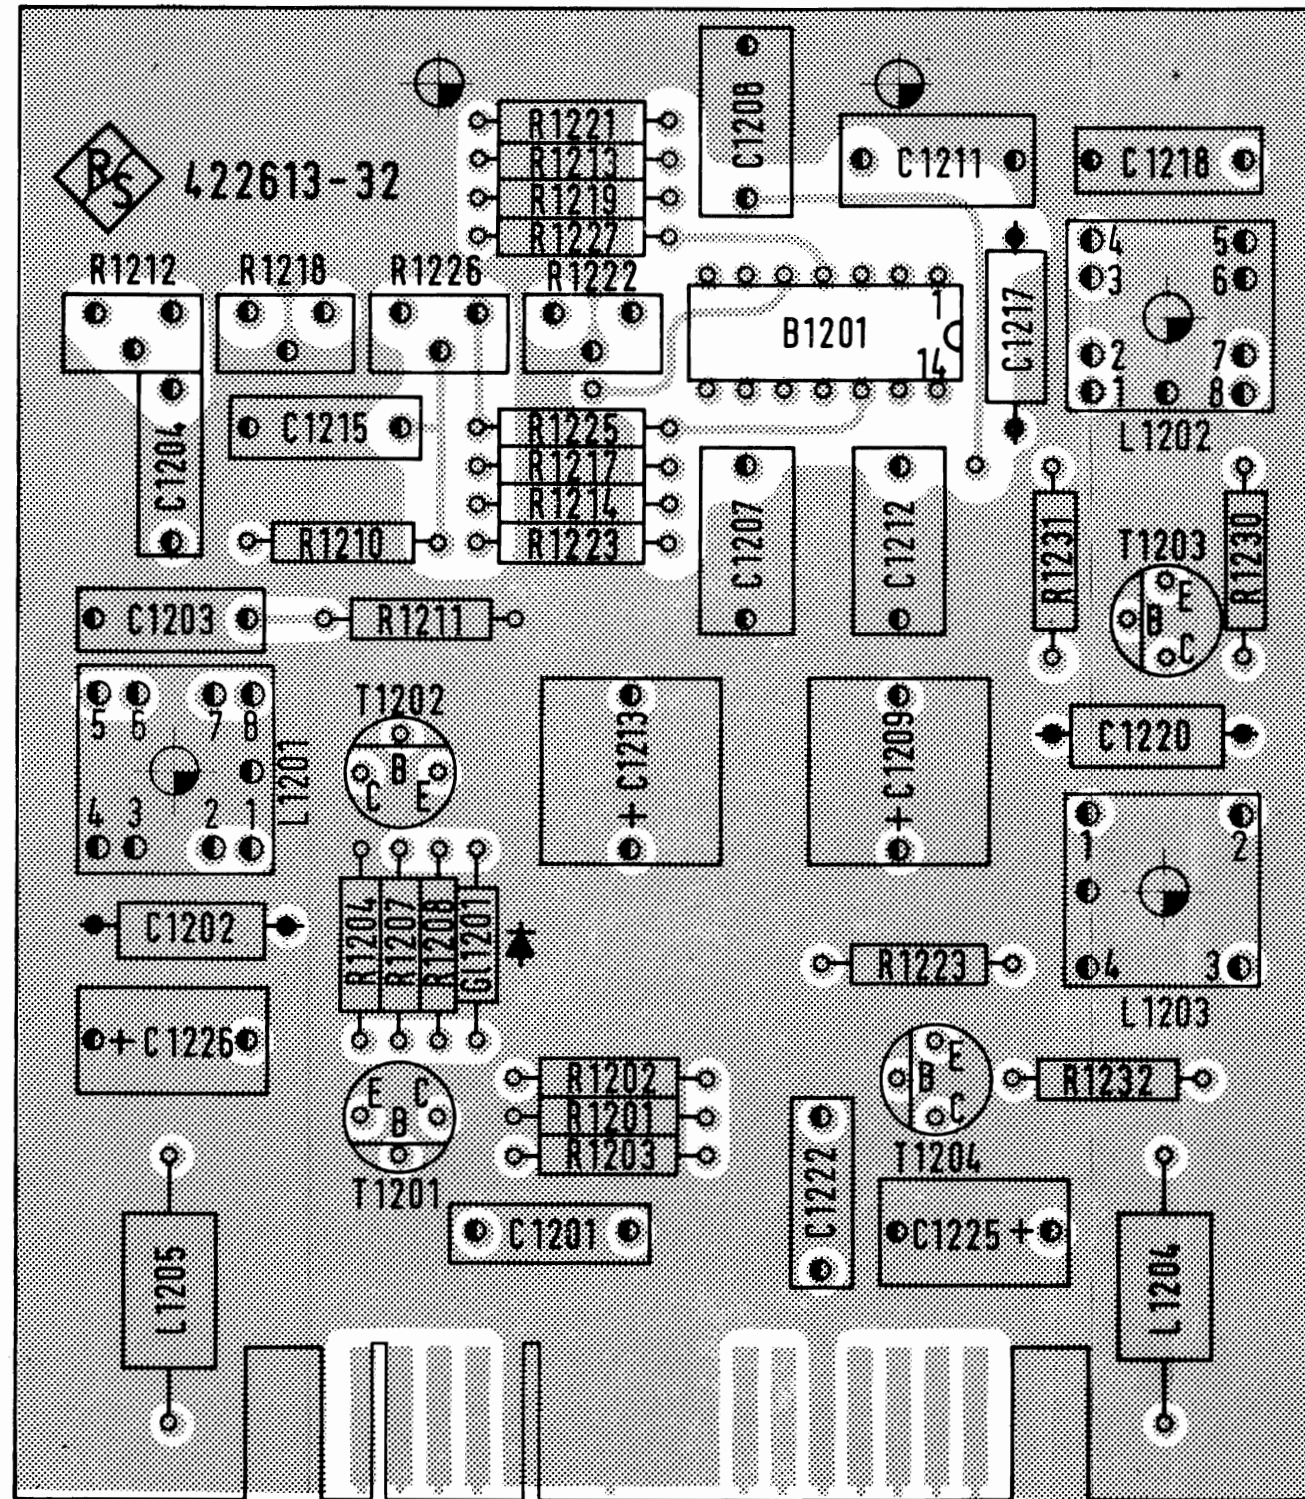 R/S 422613-32
R1221
R1213
R1219
R1227
C1208
C1211
C1218
R1212
R1218
R1226
R1222
B1201
1
14
C1217
4
3
2
1
5
6
7
8
L1202
C1204
C1215
R1225
R1217
R1214
R1223
R1210
C1207
C1212
R1231
R1230
T1203
E
B
C
C1203
R1211
5 6 7 8
4 3 2 1
L1201
T1202
C B E
+C1213
+C1209
C1220
1
2
4
3
L1203
C1202
R1204
R1207
R1208
Gl1201
R1223
+C1226
E B C
T1201
R1202
R1201
R1203
E
B
C
T1204
R1232
C1201
C1222
C1225+
L1205
L1204